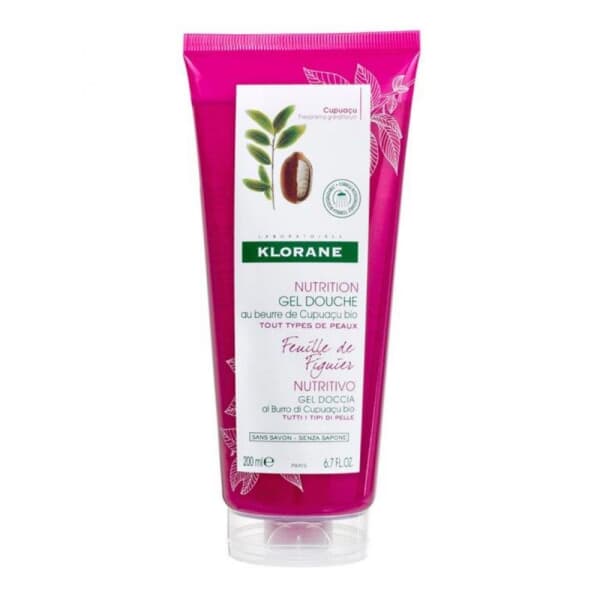 Cupuaçu
LABORATOIRES
KLORANE
NUTRITION
GEL DOUCHE
au beurre de Cupuaçu bio
TOUT TYPES DE PEAUX
Feuille de
Figuier
NUTRITIVO
GEL DOCCIA
al Burro di Cupuaçu bio
TUTTI I TIPI DI PELLE
SANS SAVON - SENZA SAPONE
200 ml e PARIS 6.7 FL.OZ.